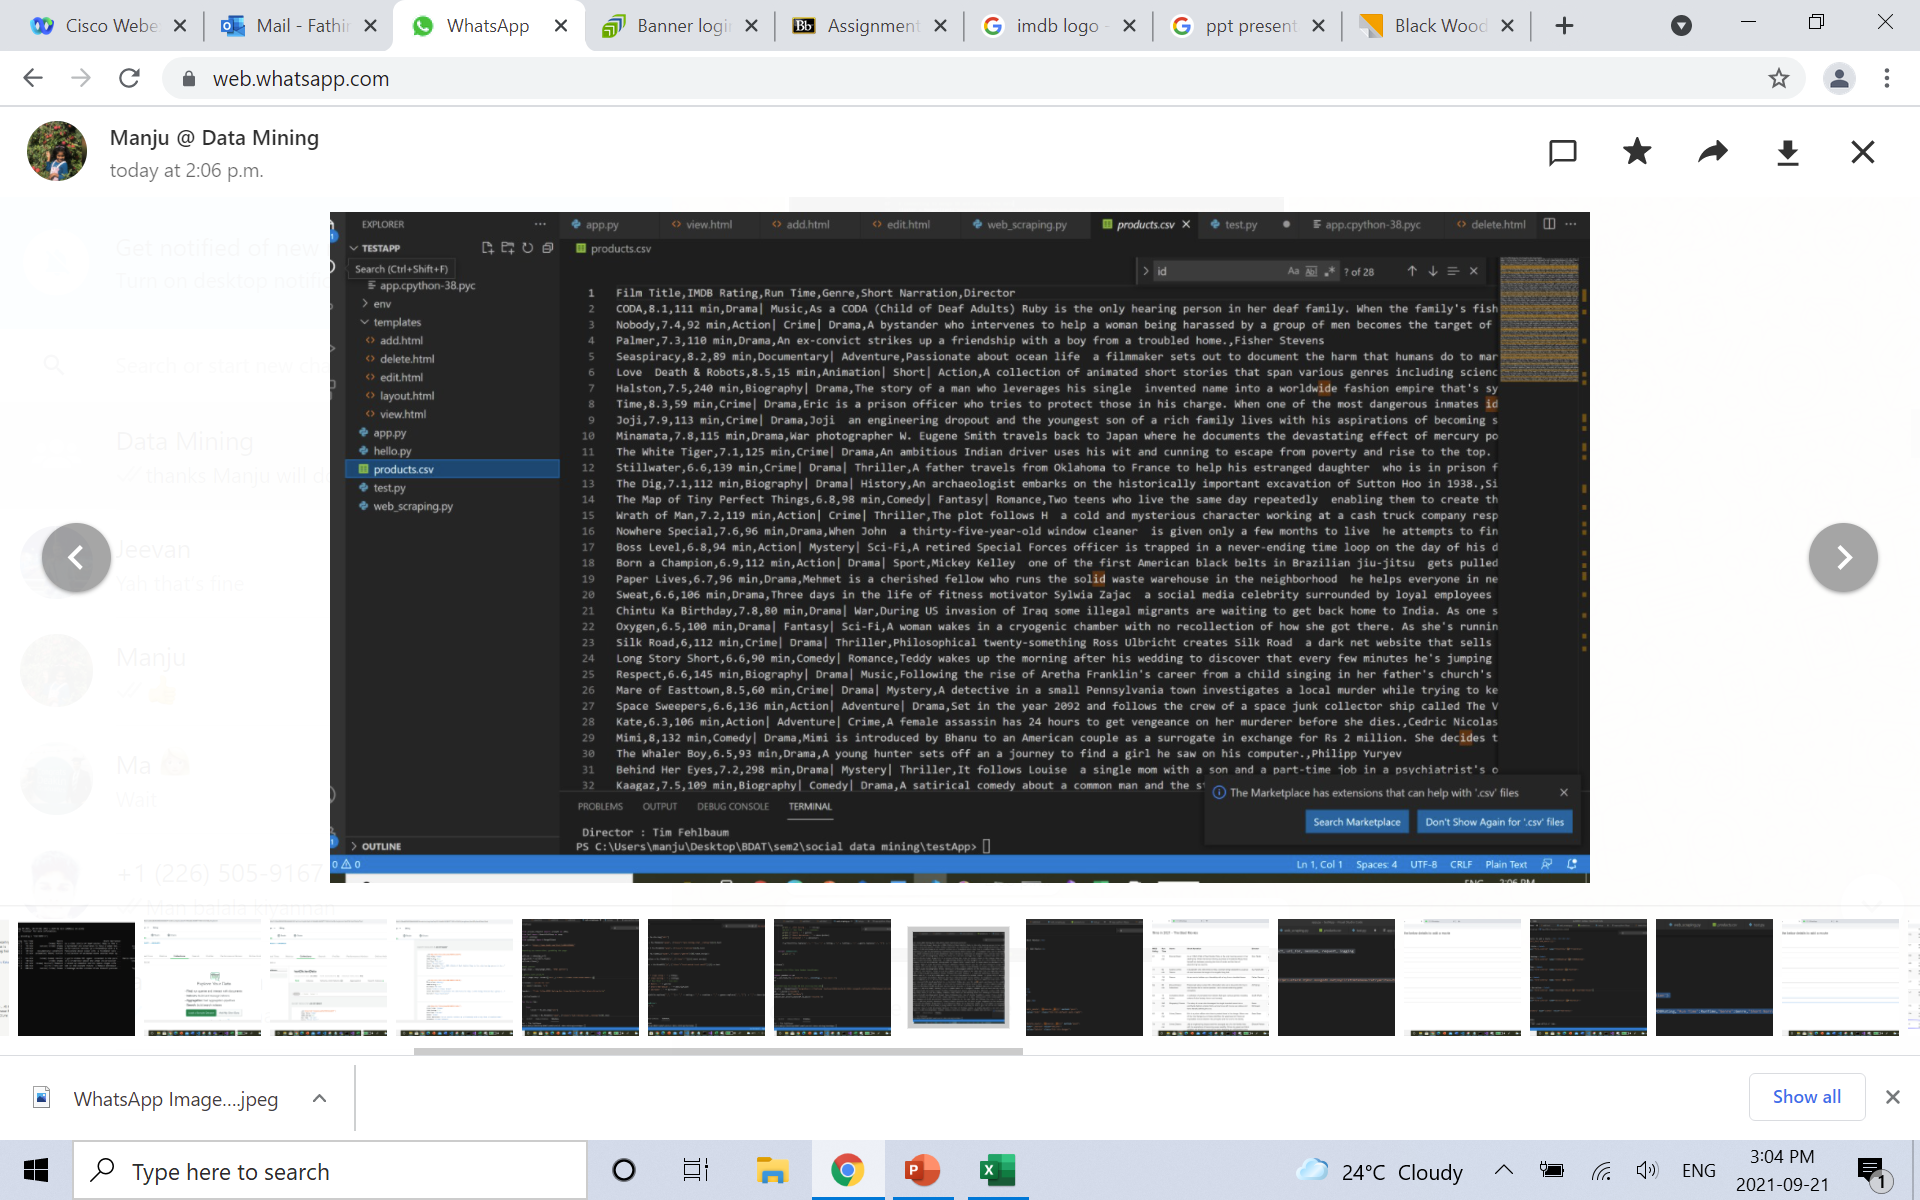 Cisco Webe
Mail - Fathir
WhatsApp
Banner login
Bb Assignment
imdb logo -
ppt present
Black Wood
web.whatsapp.com
Manju @ Data Mining
today at 2:06 p.m.
Get notified of new
Turn on desktop notific
Search or start new cha
Data Mining
thanks Manju will d
Jeevan
Yah that's fine
Manju
Ma
Wait
+1 (226) 505-9167
EXPLORER
TESTAPP
Search (Ctrl+Shift+F)
app.cpython-38.pyc
env
templates
add.html
delete.html
edit.html
layout.html
view.html
app.py
hello.py
products.csv
test.py
web_scraping.py
OUTLINE
app.py view.html add.html edit.html web_scraping.py products.csv test.py app.cpython-38.pyc delete.html
products.csv
id Aa Abl ? of 28
1 Film Title,IMDB Rating,Run Time,Genre,Short Narration,Director
2 CODA,8.1,111 min,Drama| Music,As a CODA (Child of Deaf Adults) Ruby is the only hearing person in her deaf family. When the family's fish
3 Nobody,7.4,92 min,Action| Crime| Drama,A bystander who intervenes to help a woman being harassed by a group of men becomes the target of
4 Palmer,7.3,110 min,Drama,An ex-convict strikes up a friendship with a boy from a troubled home.,Fisher Stevens
5 Seaspiracy,8.2,89 min,Documentary| Adventure,Passionate about ocean life a filmmaker sets out to document the harm that humans do to mar
6 Love Death & Robots,8.5,15 min,Animation| Short| Action,A collection of animated short stories that span various genres including scienc
7 Halston,7.5,240 min,Biography| Drama,The story of a man who leverages his single invented name into a worldwide fashion empire that's sy
8 Time,8.3,59 min,Crime| Drama,Eric is a prison officer who tries to protect those in his charge. When one of the most dangerous inmates id
9 Joji,7.9,113 min,Crime| Drama,Joji an engineering dropout and the youngest son of a rich family lives with his aspirations of becoming s
10 Minamata,7.8,115 min,Drama,War photographer W. Eugene Smith travels back to Japan where he documents the devastating effect of mercury po
11 The White Tiger,7.1,125 min,Crime| Drama,An ambitious Indian driver uses his wit and cunning to escape from poverty and rise to the top.
12 Stillwater,6.6,139 min,Crime| Drama| Thriller,A father travels from Oklahoma to France to help his estranged daughter who is in prison f
13 The Dig,7.1,112 min,Biography| Drama| History,An archaeologist embarks on the historically important excavation of Sutton Hoo in 1938.,Si
14 The Map of Tiny Perfect Things,6.8,98 min,Comedy| Fantasy| Romance,Two teens who live the same day repeatedly enabling them to create th
15 Wrath of Man,7.2,119 min,Action| Crime| Thriller,The plot follows H a cold and mysterious character working at a cash truck company resp
16 Nowhere Special,7.6,96 min,Drama,When John a thirty-five-year-old window cleaner is given only a few months to live he attempts to fin
17 Boss Level,6.8,94 min,Action| Mystery| Sci-Fi,A retired Special Forces officer is trapped in a never-ending time loop on the day of his d
18 Born a Champion,6.9,112 min,Action| Drama| Sport,Mickey Kelley one of the first American black belts in Brazilian jiu-jitsu gets pulled
19 Paper Lives,6.7,96 min,Drama,Mehmet is a cherished fellow who runs the solid waste warehouse in the neighborhood he helps everyone in ne
20 Sweat,6.6,106 min,Drama,Three days in the life of fitness motivator Sylwia Zajac a social media celebrity surrounded by loyal employees
21 Chintu Ka Birthday,7.8,80 min,Drama| War,During US invasion of Iraq some illegal migrants are waiting to get back home to India. As one s
22 Oxygen,6.5,100 min,Drama| Fantasy| Sci-Fi,A woman wakes in a cryogenic chamber with no recollection of how she got there. As she's runnin
23 Silk Road,6,112 min,Crime| Drama| Thriller,Philosophical twenty-something Ross Ulbricht creates Silk Road a dark net website that sells
24 Long Story Short,6.6,90 min,Comedy| Romance,Teddy wakes up the morning after his wedding to discover that every few minutes he's jumping
25 Respect,6.6,145 min,Biography| Drama| Music,Following the rise of Aretha Franklin's career from a child singing in her father's church's
26 Mare of Easttown,8.5,60 min,Crime| Drama| Mystery,A detective in a small Pennsylvania town investigates a local murder while trying to ke
27 Space Sweepers,6.6,136 min,Action| Adventure| Drama,Set in the year 2092 and follows the crew of a space junk collector ship called The V
28 Kate,6.3,106 min,Action| Adventure| Crime,A female assassin has 24 hours to get vengeance on her murderer before she dies.,Cedric Nicolas
29 Mimi,8,132 min,Comedy| Drama,Mimi is introduced by Bhanu to an American couple as a surrogate in exchange for Rs 2 million. She decides t
30 The Whaler Boy,6.5,93 min,Drama,A young hunter sets off an a journey to find a girl he saw on his computer.,Philipp Yuryev
31 Behind Her Eyes,7.2,298 min,Drama| Mystery| Thriller,It follows Louise a single mom with a son and a part-time job in a psychiatrist's o
32 Kaagaz,7.5,109 min,Biography| Comedy| Drama,A satirical comedy about a common man and the s
PROBLEMS OUTPUT DEBUG CONSOLE TERMINAL
Director : Tim Fehlbaum
PS C:\Users\manju\Desktop\BDAT\sem2\social data mining\testApp>
The Marketplace has extensions that can help with '.csv' files
Search Marketplace
Don't Show Again for '.csv' files
0 0
Ln 1, Col 1 Spaces: 4 UTF-8 CRLF Plain Text
WhatsApp Image....jpeg
Show all
Type here to search
24°C Cloudy
ENG
3:04 PM
2021-09-21
1